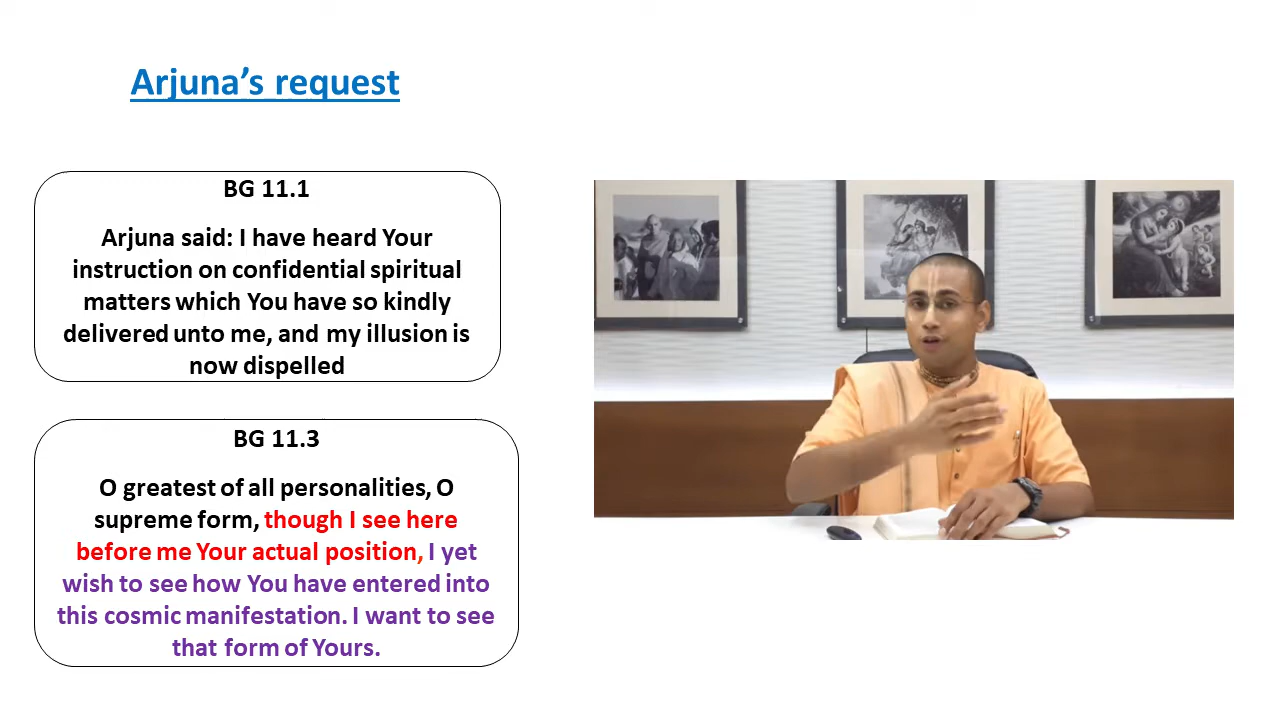 Arjuna’s request
BG 11.1
Arjuna said: I have heard Your
instruction on confidential spiritual
matters which You have so kindly
delivered unto me, and my illusion is
now dispelled
BG 11.3
O greatest of all personalities, O
supreme form, though I see here
before me Your actual position, I yet
wish to see how You have entered into
this cosmic manifestation. I want to see
that form of Yours.